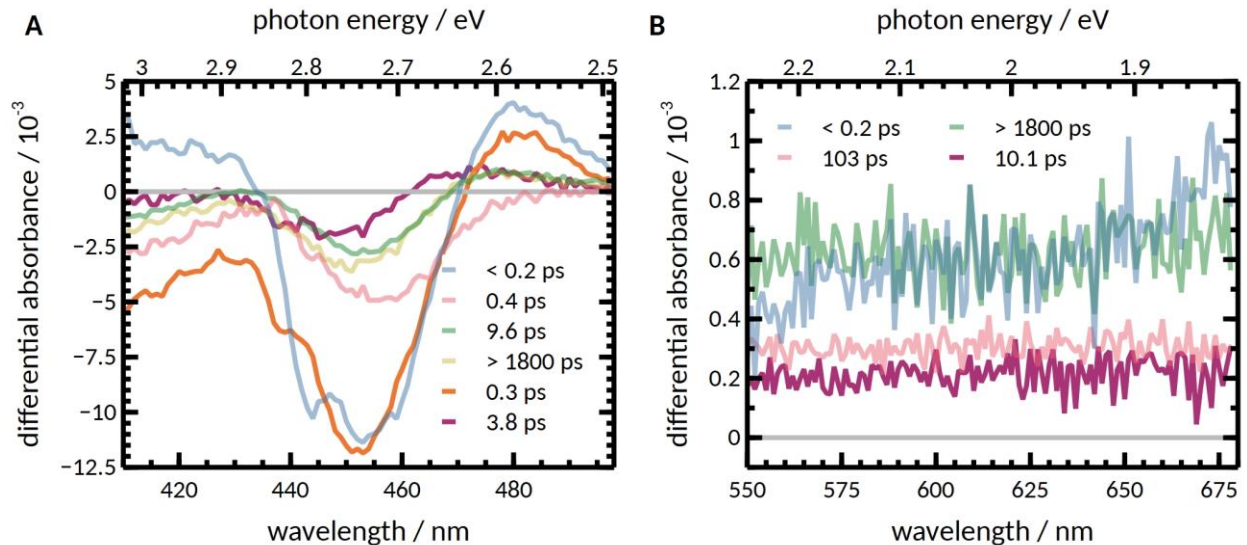 A
photon energy / eV
3 2.9 2.8 2.7 2.6 2.5
5
2.5
0
−2.5
−5
−7.5
−10
−12.5
differential absorbance / 10⁻³
< 0.2 ps
0.4 ps
9.6 ps
> 1800 ps
0.3 ps
3.8 ps
420 440 460 480
wavelength / nm
B
photon energy / eV
2.2 2.1 2 1.9
1.2
1
0.8
0.6
0.4
0.2
0
differential absorbance / 10⁻³
< 0.2 ps > 1800 ps
103 ps 10.1 ps
550 575 600 625 650 675
wavelength / nm